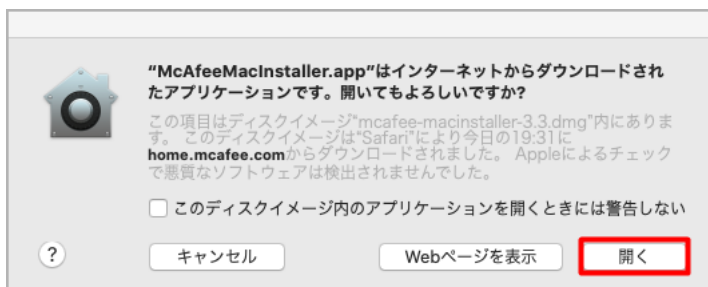 “McAfeeMacInstaller.app”はインターネットからダウンロードされ
たアプリケーションです。開いてもよろしいですか?
この項目はディスクイメージ“mcafee-macinstaller-3.3.dmg”内にありま
す。 このディスクイメージは“Safari”により今日の19:31に
home.mcafee.comからダウンロードされました。 Appleによるチェック
で悪質なソフトウェアは検出されませんでした。
このディスクイメージ内のアプリケーションを開くときには警告しない
? キャンセル Webページを表示 開く